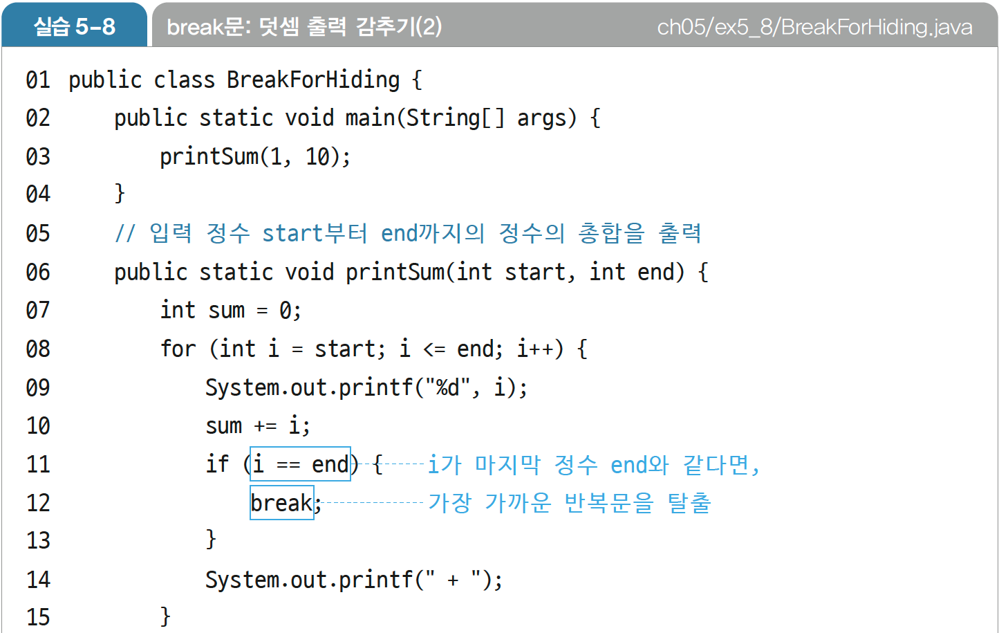 실습 5-8 break문: 덧셈 출력 감추기(2) ch05/ex5_8/BreakForHiding.java
01 public class BreakForHiding {
02 public static void main(String[] args) {
03 printSum(1, 10);
04 }
05 // 입력 정수 start부터 end까지의 정수의 총합을 출력
06 public static void printSum(int start, int end) {
07 int sum = 0;
08 for (int i = start; i <= end; i++) {
09 System.out.printf("%d", i);
10 sum += i;
11 if (i == end) { i가 마지막 정수 end와 같다면,
12 break; 가장 가까운 반복문을 탈출
13 }
14 System.out.printf(" + ");
15 }